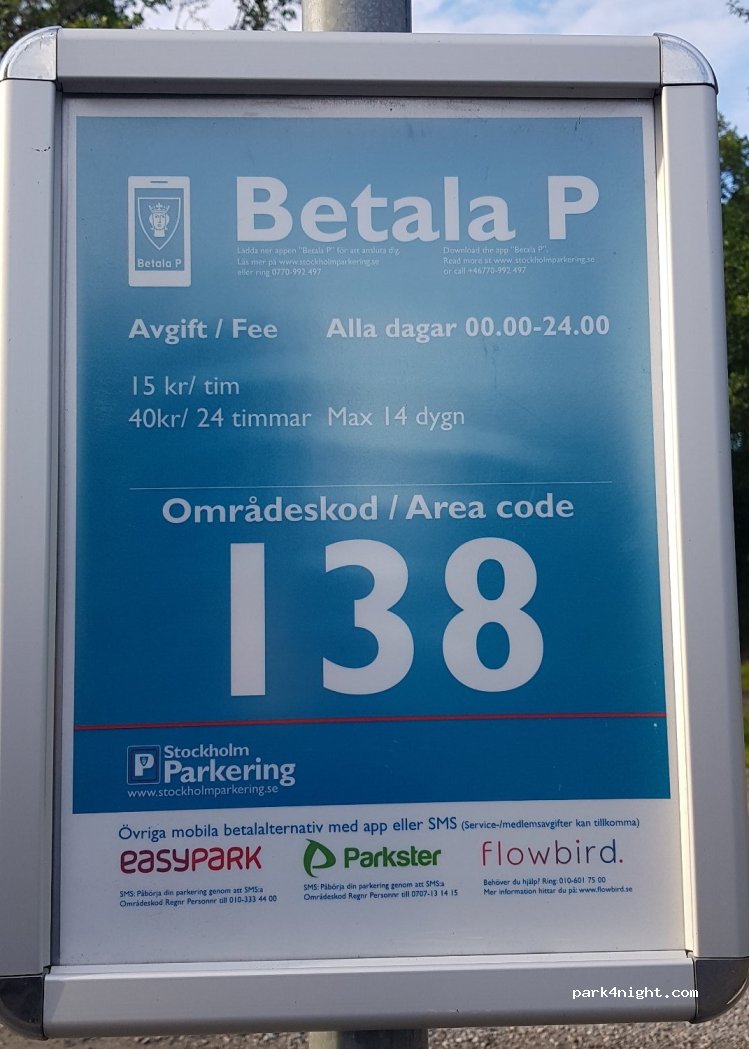 Betala P
Betala P
Ladda ner appen "Betala P" för att ansluta dig.
Läs mer på www.stockholmparkering.se
eller ring 0770-992 497
Download the app "Betala P".
Read more at www.stockholmparkering.se
or call +46770-992 497
Avgift / Fee Alla dagar 00.00-24.00
15 kr/ tim
40kr/ 24 timmar Max 14 dygn
Områdeskod / Area code
138
P Stockholm
Parkering
www.stockholmparkering.se
Övriga mobila betalalternativ med app eller SMS (Service-/medlemsavgifter kan tillkomma)
easypark Parkster flowbird.
SMS: Påbörja din parkering genom att SMS:a
Områdeskod Regnr Personnr till 010-333 44 00
SMS: Påbörja din parkering genom att SMS:a
Områdeskod Regnr Personnr till 0707-13 14 15
Behöver du hjälp? Ring: 010-601 75 00
Mer information hittar du på: www.flowbird.se
park4night.com